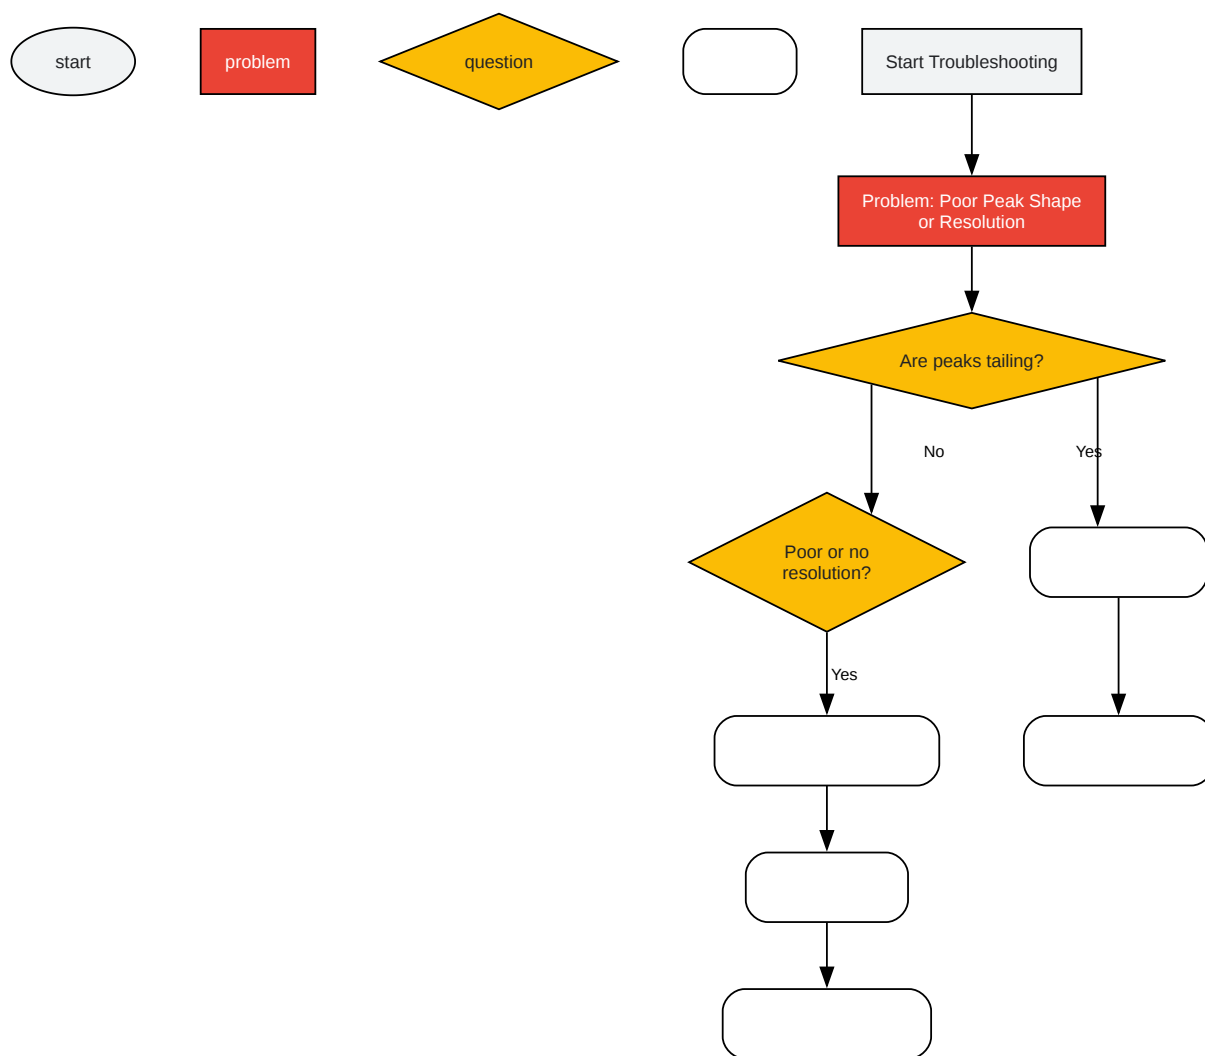 start
problem
question
Start Troubleshooting
Problem: Poor Peak Shape
or Resolution
Are peaks tailing?
No
Yes
Poor or no
resolution?
Yes